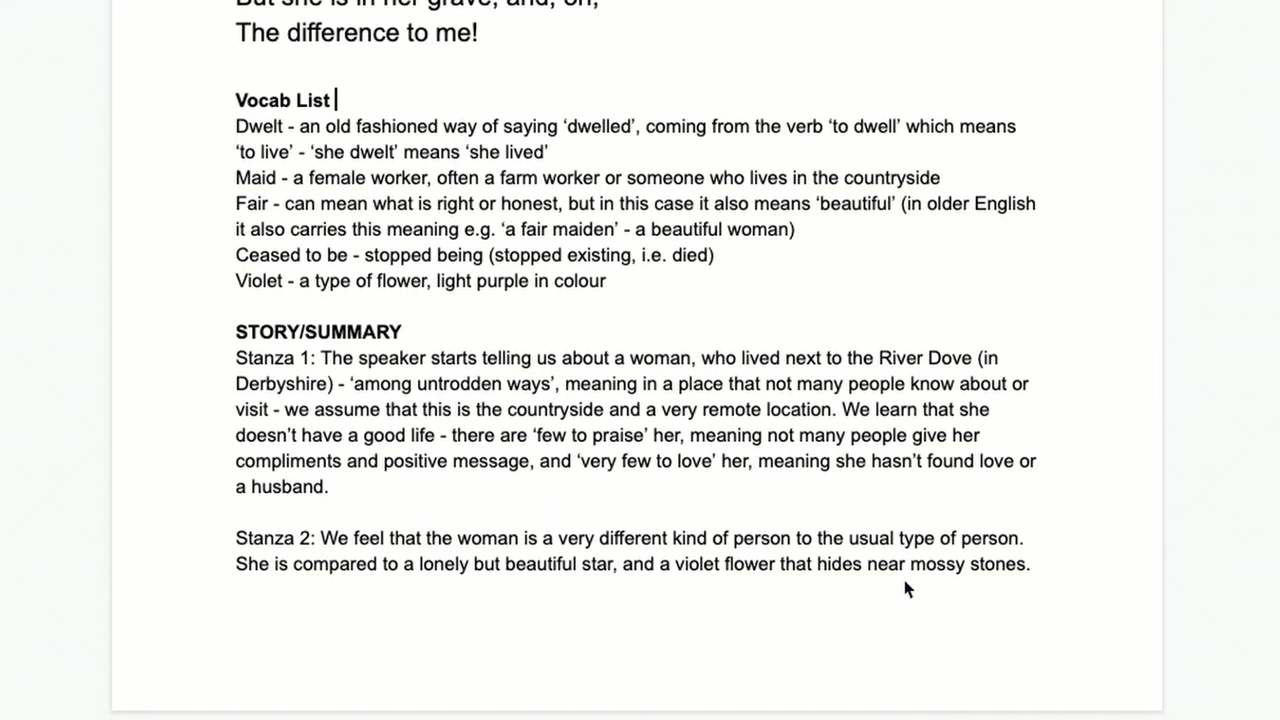 But she is in her grave, and, oh,
The difference to me!
Vocab List
Dwelt - an old fashioned way of saying ‘dwelled’, coming from the verb ‘to dwell’ which means
‘to live’ - ‘she dwelt’ means ‘she lived’
Maid - a female worker, often a farm worker or someone who lives in the countryside
Fair - can mean what is right or honest, but in this case it also means ‘beautiful’ (in older English
it also carries this meaning e.g. ‘a fair maiden’ - a beautiful woman)
Ceased to be - stopped being (stopped existing, i.e. died)
Violet - a type of flower, light purple in colour
STORY/SUMMARY
Stanza 1: The speaker starts telling us about a woman, who lived next to the River Dove (in
Derbyshire) - ‘among untrodden ways’, meaning in a place that not many people know about or
visit - we assume that this is the countryside and a very remote location. We learn that she
doesn’t have a good life - there are ‘few to praise’ her, meaning not many people give her
compliments and positive message, and ‘very few to love’ her, meaning she hasn’t found love or
a husband.
Stanza 2: We feel that the woman is a very different kind of person to the usual type of person.
She is compared to a lonely but beautiful star, and a violet flower that hides near mossy stones.